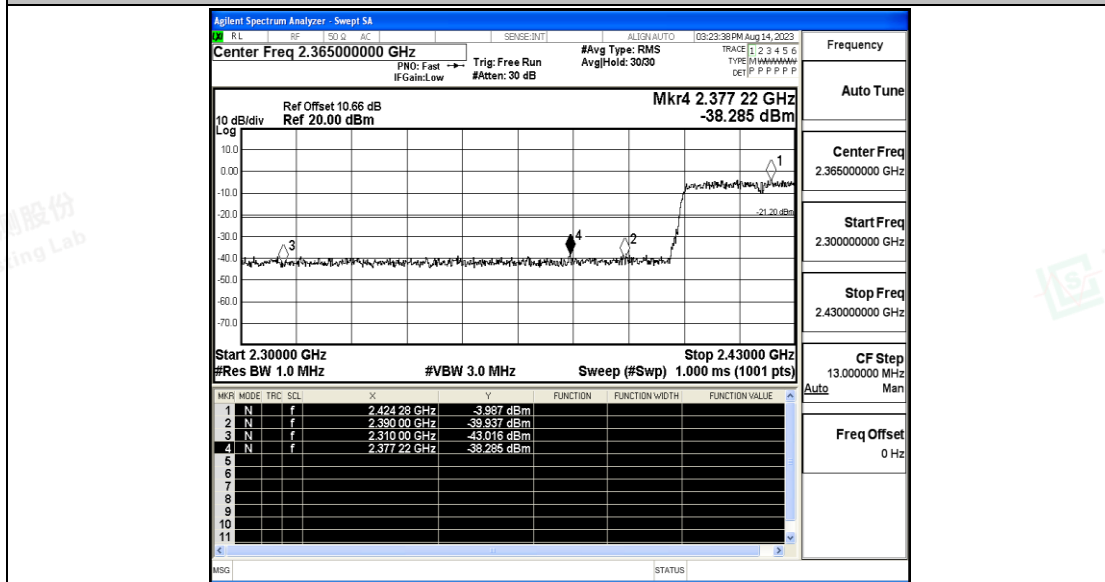 Agilent Spectrum Analyzer - Swept SA
RL RF 50 Ω AC SENSE:INT ALIGN AUTO 03:23:38 PM Aug 14, 2023
Center Freq 2.365000000 GHz
PNO: Fast
IFGain:Low
Trig: Free Run
#Atten: 30 dB
#Avg Type: RMS
Avg|Hold: 30/30
TRACE 1 2 3 4 5 6
TYPE M
DET P P P P P P
Ref Offset 10.66 dB
10 dB/div Ref 20.00 dBm
Log
Mkr4 2.377 22 GHz
-38.285 dBm
10.0
0.00
-10.0
-20.0
-30.0
-40.0
-50.0
-60.0
-70.0
1
-21.20 dBm
3
4
2
Start 2.30000 GHz Stop 2.43000 GHz
#Res BW 1.0 MHz #VBW 3.0 MHz Sweep (#Swp) 1.000 ms (1001 pts)
MKR MODE TRC SCL X Y FUNCTION FUNCTION WIDTH FUNCTION VALUE
1 N f 2.424 28 GHz -3.987 dBm
2 N f 2.390 00 GHz -39.937 dBm
3 N f 2.310 00 GHz -43.016 dBm
4 N f 2.377 22 GHz -38.285 dBm
5
6
7
8
9
10
11
MSG STATUS
Frequency
Auto Tune
Center Freq
2.365000000 GHz
Start Freq
2.300000000 GHz
Stop Freq
2.430000000 GHz
CF Step
13.000000 MHz
Auto Man
Freq Offset
0 Hz
股份
Lab